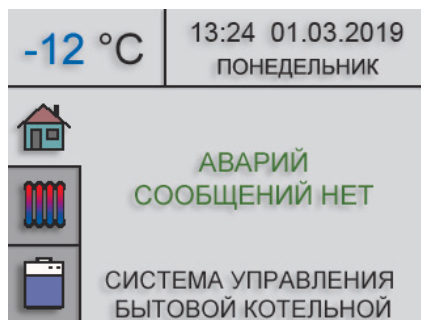 -12 °C
13:24 01.03.2019
ПОНЕДЕЛЬНИК
АВАРИЙ
СООБЩЕНИЙ НЕТ
СИСТЕМА УПРАВЛЕНИЯ
БЫТОВОЙ КОТЕЛЬНОЙ